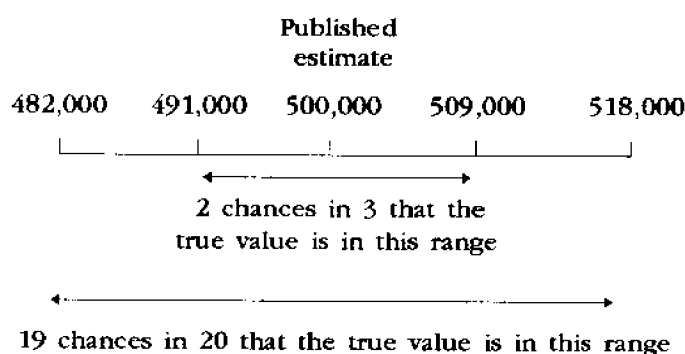 Published
estimate
482,000 491,000 500,000 509,000 518,000
2 chances in 3 that the
true value is in this range
19 chances in 20 that the true value is in this range